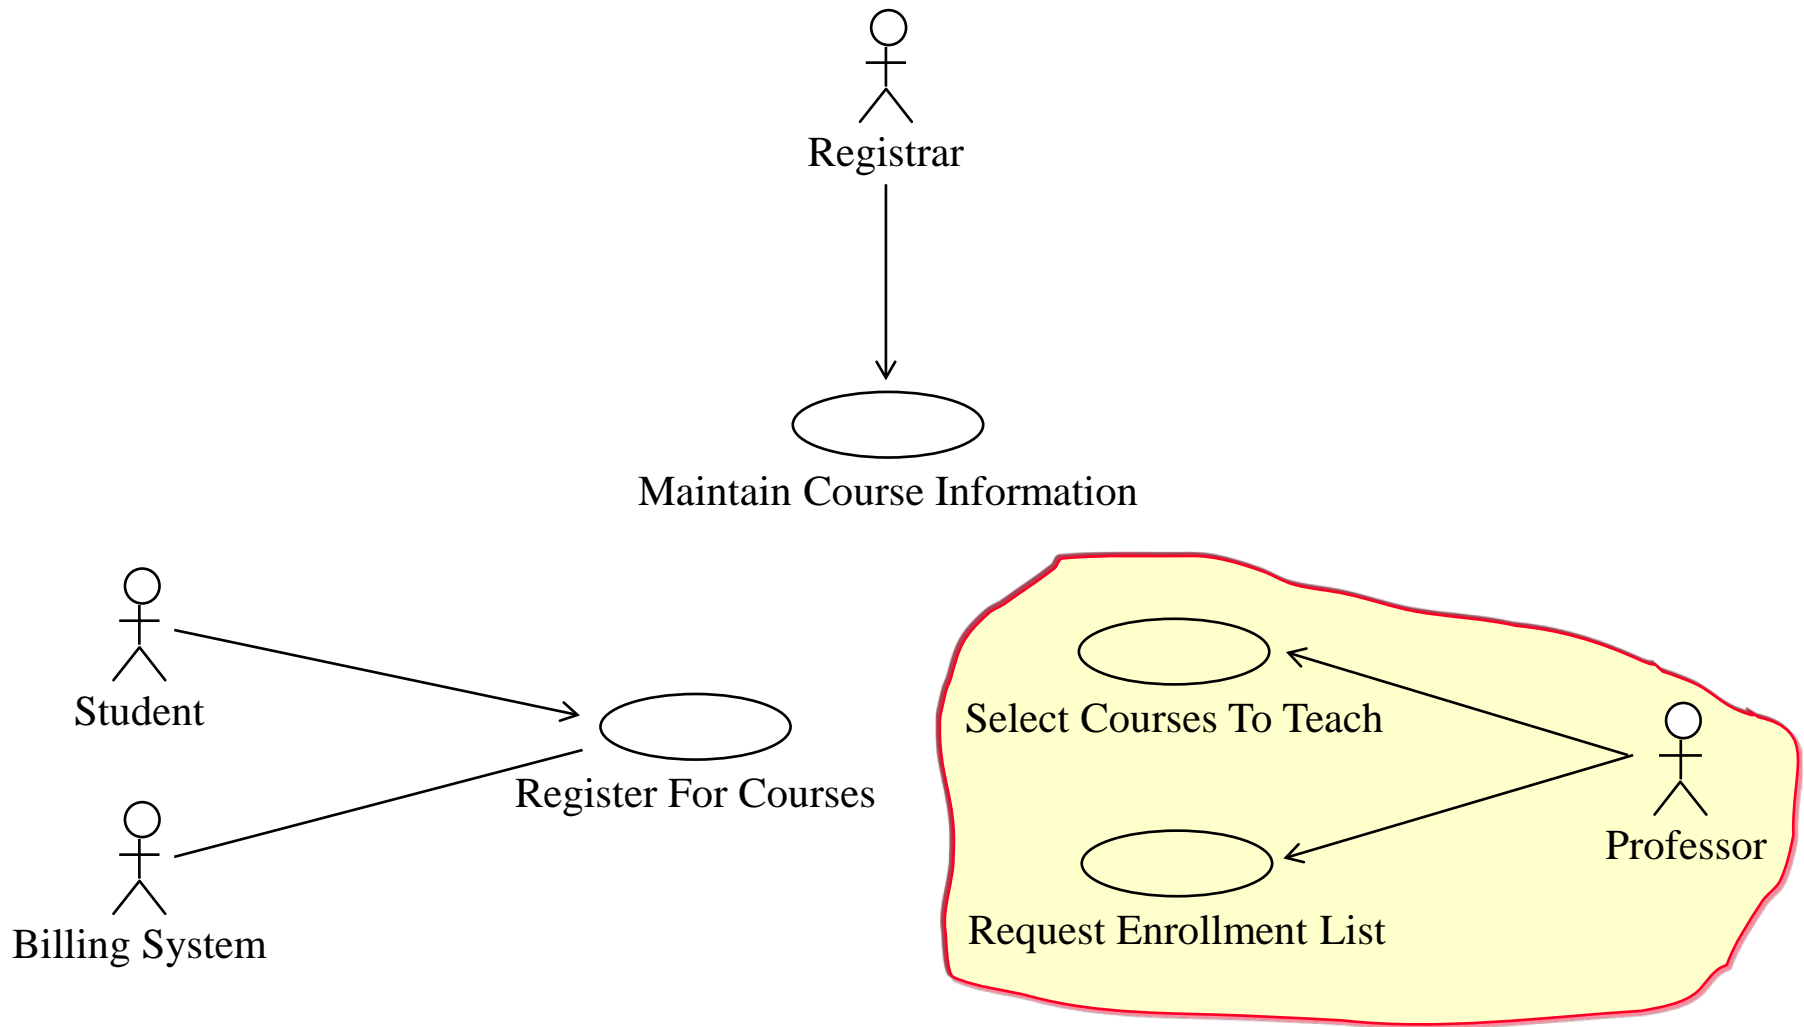 Registrar
Maintain Course Information
Student
Register For Courses
Billing System
Select Courses To Teach
Professor
Request Enrollment List